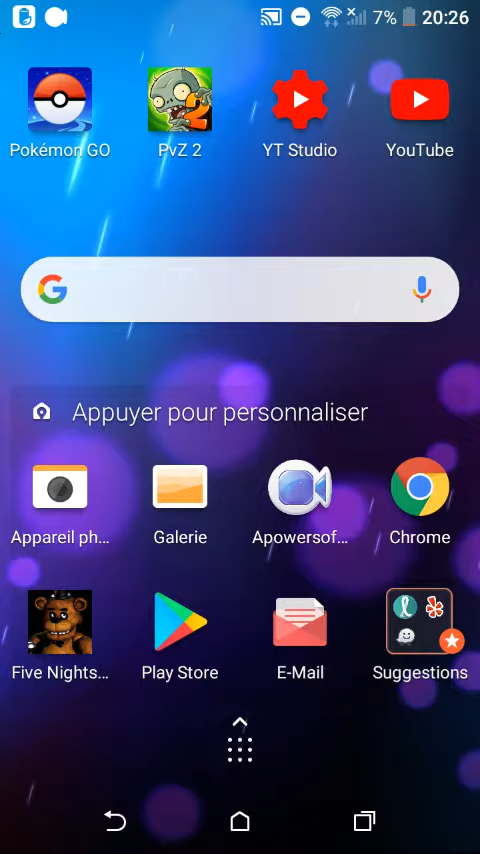 7% 20:26
Pokémon GO PvZ 2 YT Studio YouTube
Appuyer pour personnaliser
Appareil ph... Galerie Apowersof... Chrome
Five Nights... Play Store E-Mail Suggestions